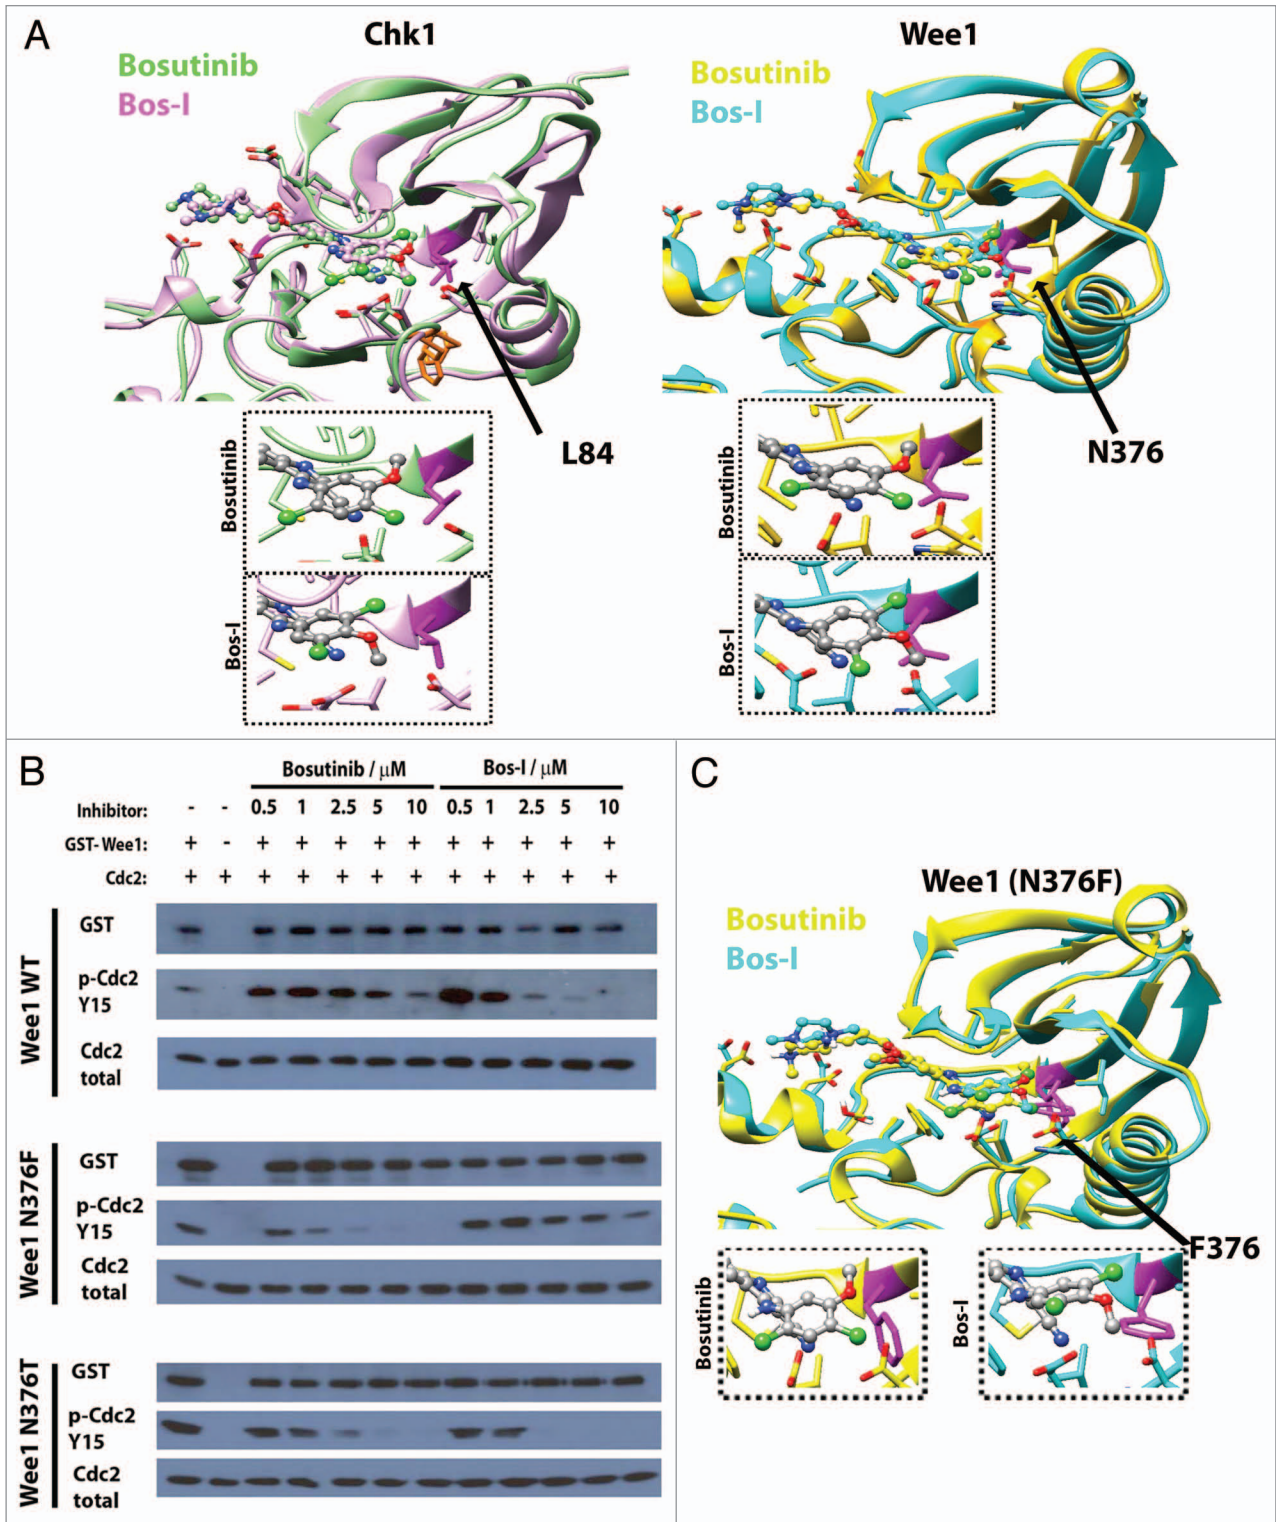 A
Chk1
Wee1
Bosutinib
Bos-I
Bosutinib
Bos-I
L84
N376
Bosutinib
Bos-I
Bosutinib
Bos-I
B
Bosutinib / μM
Bos-I / μM
Inhibitor: - - 0.5 1 2.5 5 10 0.5 1 2.5 5 10
GST-Wee1: + - + + + + + + + + + +
Cdc2: + + + + + + + + + + + +
Wee1 WT
GST
p-Cdc2
Y15
Cdc2
total
Wee1 N376F
GST
p-Cdc2
Y15
Cdc2
total
Wee1 N376T
GST
p-Cdc2
Y15
Cdc2
total
C
Wee1 (N376F)
Bosutinib
Bos-I
F376
Bosutinib
Bos-I